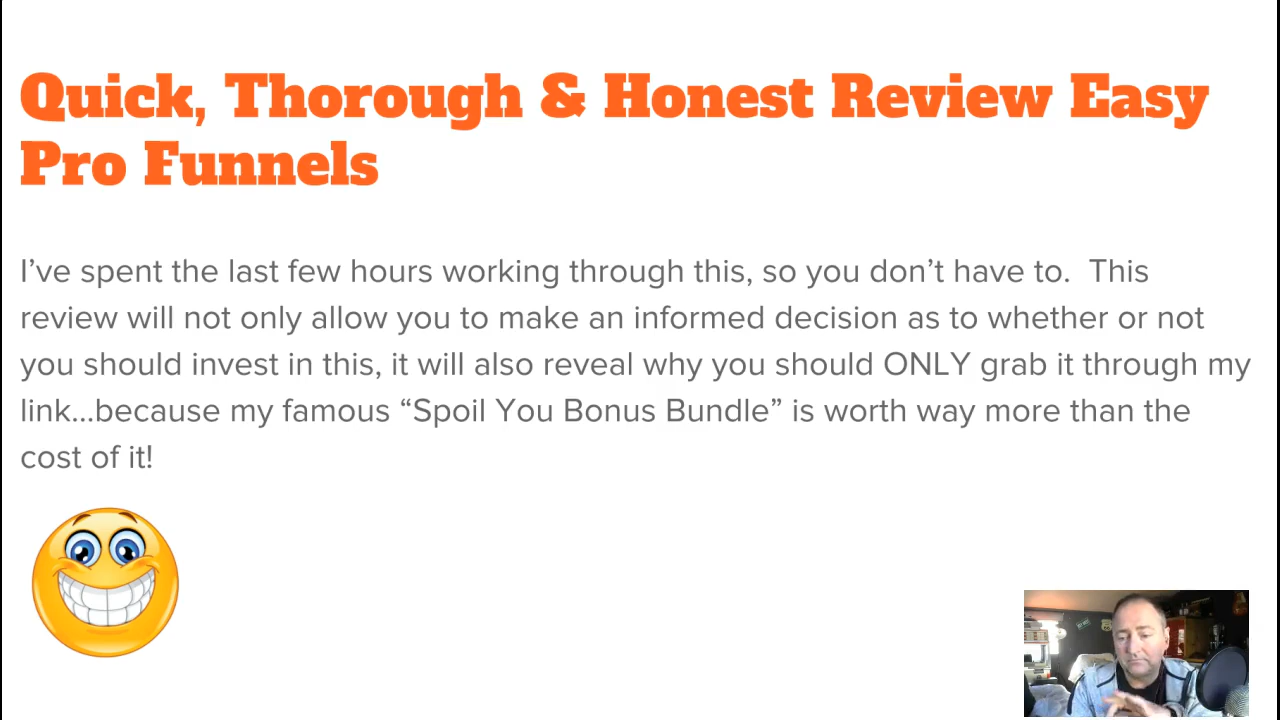 Quick, Thorough & Honest Review Easy
Pro Funnels
I’ve spent the last few hours working through this, so you don’t have to.  This
review will not only allow you to make an informed decision as to whether or not
you should invest in this, it will also reveal why you should ONLY grab it through my
link...because my famous “Spoil You Bonus Bundle” is worth way more than the
cost of it!